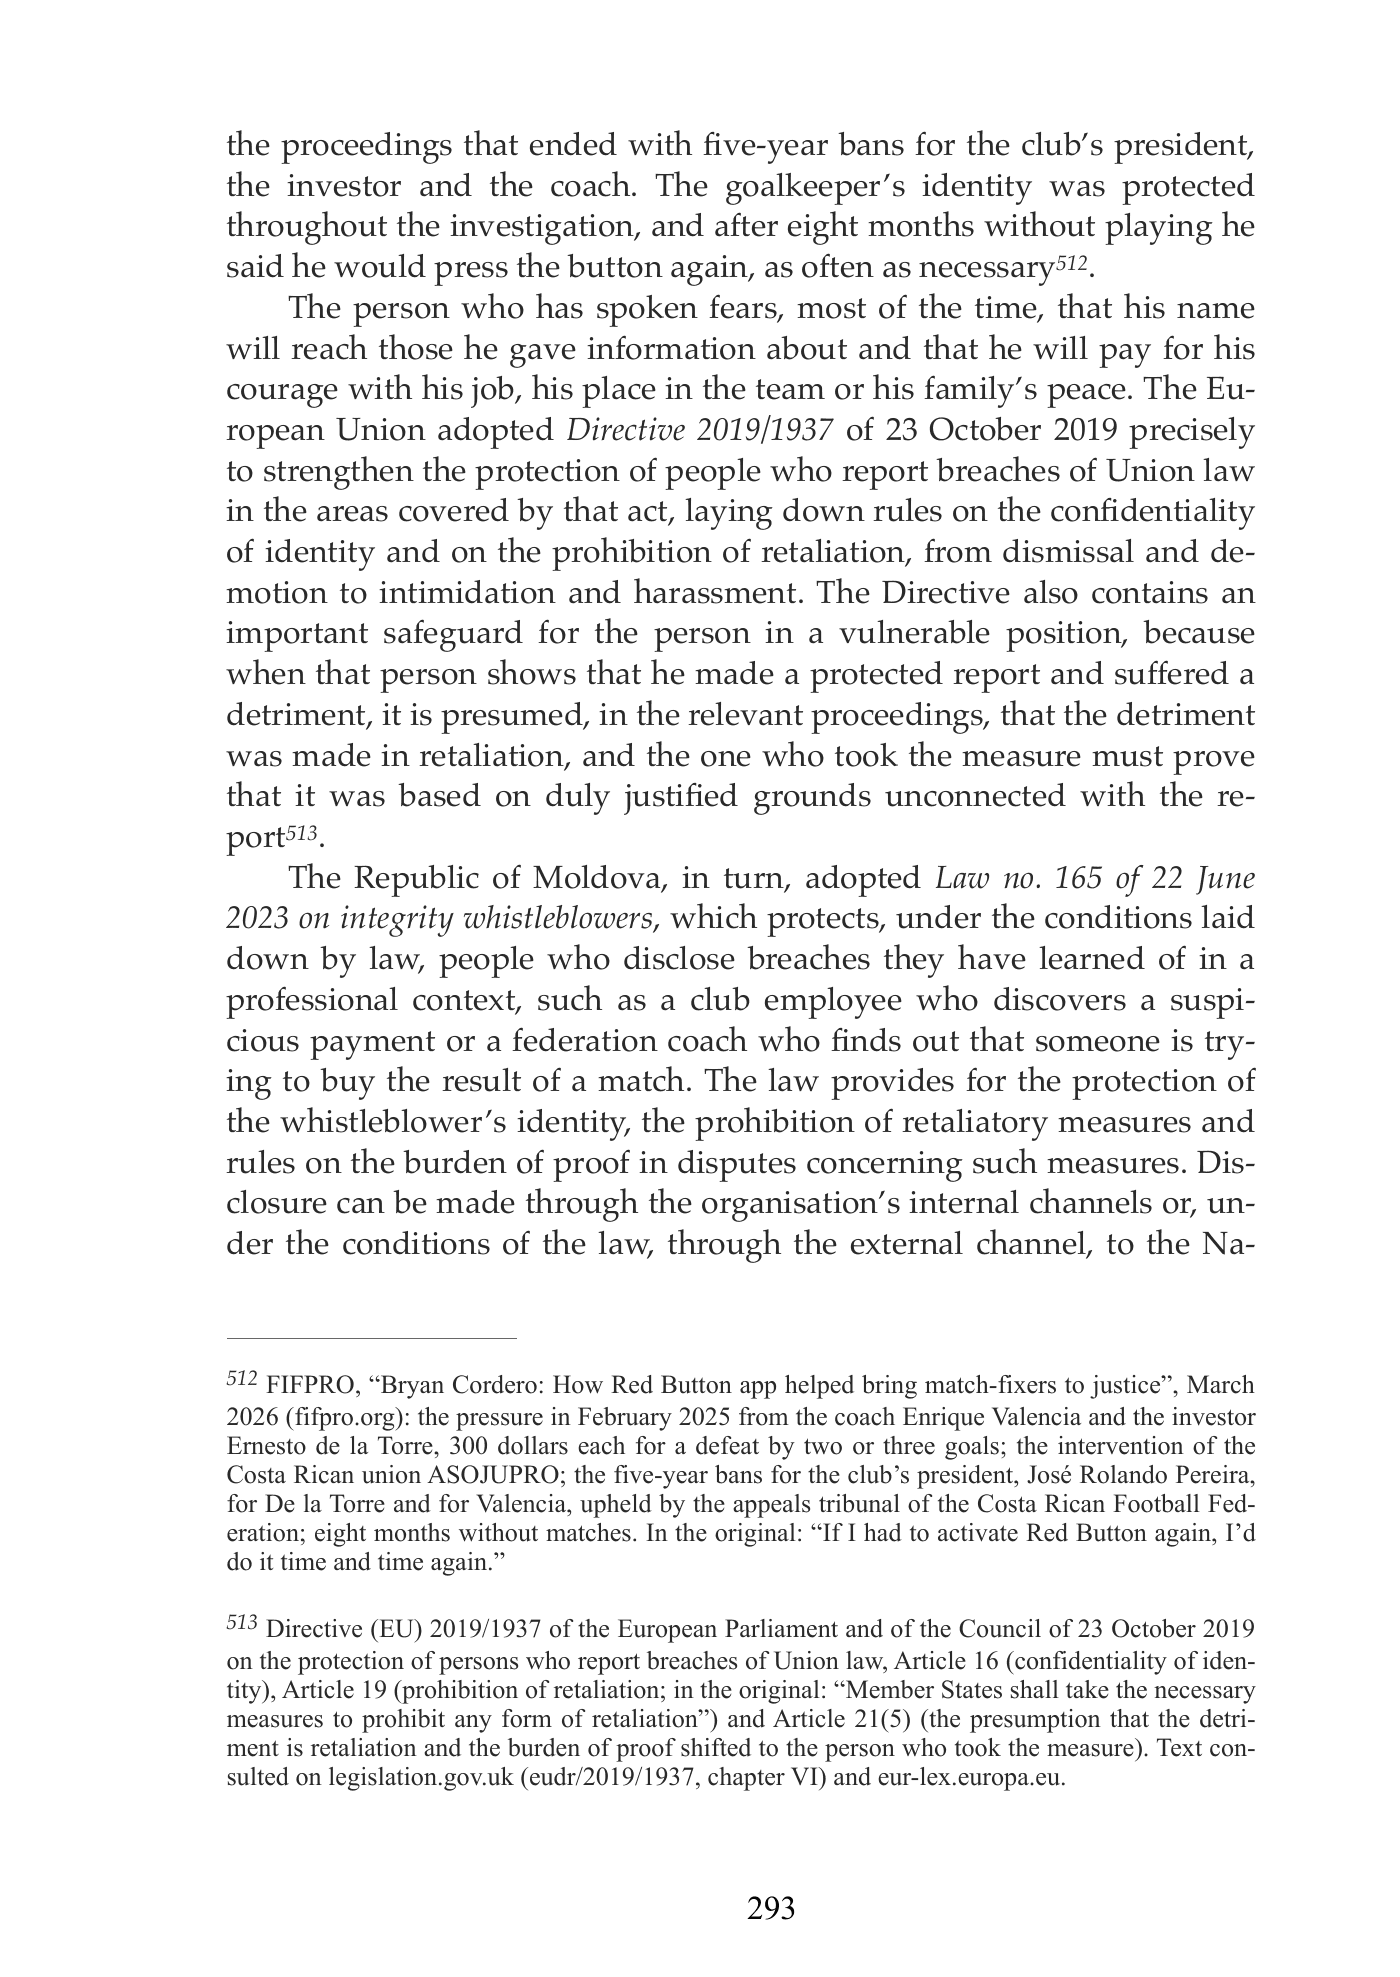 the proceedings that ended with five-year bans for the club’s president,
the investor and the coach. The goalkeeper’s identity was protected
throughout the investigation, and after eight months without playing he
said he would press the button again, as often as necessary512.
The person who has spoken fears, most of the time, that his name
will reach those he gave information about and that he will pay for his
courage with his job, his place in the team or his family’s peace. The Eu-
ropean Union adopted Directive 2019/1937 of 23 October 2019 precisely
to strengthen the protection of people who report breaches of Union law
in the areas covered by that act, laying down rules on the confidentiality
of identity and on the prohibition of retaliation, from dismissal and de-
motion to intimidation and harassment. The Directive also contains an
important safeguard for the person in a vulnerable position, because
when that person shows that he made a protected report and suffered a
detriment, it is presumed, in the relevant proceedings, that the detriment
was made in retaliation, and the one who took the measure must prove
that it was based on duly justified grounds unconnected with the re-
port513.
The Republic of Moldova, in turn, adopted Law no. 165 of 22 June
2023 on integrity whistleblowers, which protects, under the conditions laid
down by law, people who disclose breaches they have learned of in a
professional context, such as a club employee who discovers a suspi-
cious payment or a federation coach who finds out that someone is try-
ing to buy the result of a match. The law provides for the protection of
the whistleblower’s identity, the prohibition of retaliatory measures and
rules on the burden of proof in disputes concerning such measures. Dis-
closure can be made through the organisation’s internal channels or, un-
der the conditions of the law, through the external channel, to the Na-
512 FIFPRO, “Bryan Cordero: How Red Button app helped bring match-fixers to justice”, March
2026 (fifpro.org): the pressure in February 2025 from the coach Enrique Valencia and the investor
Ernesto de la Torre, 300 dollars each for a defeat by two or three goals; the intervention of the
Costa Rican union ASOJUPRO; the five-year bans for the club’s president, José Rolando Pereira,
for De la Torre and for Valencia, upheld by the appeals tribunal of the Costa Rican Football Fed-
eration; eight months without matches. In the original: “If I had to activate Red Button again, I’d
do it time and time again.”
513 Directive (EU) 2019/1937 of the European Parliament and of the Council of 23 October 2019
on the protection of persons who report breaches of Union law, Article 16 (confidentiality of iden-
tity), Article 19 (prohibition of retaliation; in the original: “Member States shall take the necessary
measures to prohibit any form of retaliation”) and Article 21(5) (the presumption that the detri-
ment is retaliation and the burden of proof shifted to the person who took the measure). Text con-
sulted on legislation.gov.uk (eudr/2019/1937, chapter VI) and eur-lex.europa.eu.
293